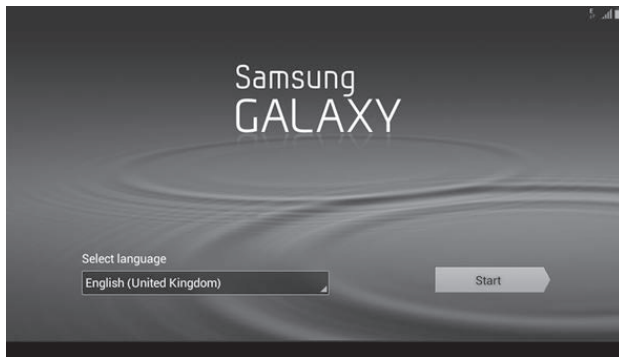 Samsung
GALAXY
Select language
English (United Kingdom)
Start